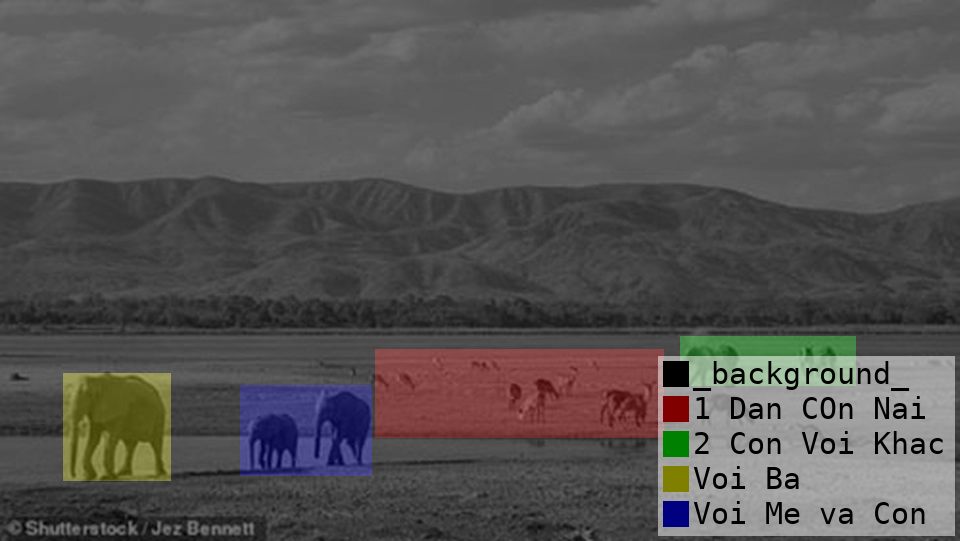 _background_
1 Dan COn Nai
2 Con Voi Khac
Voi Ba
Voi Me va Con
© Shutterstock / Jez Bennett